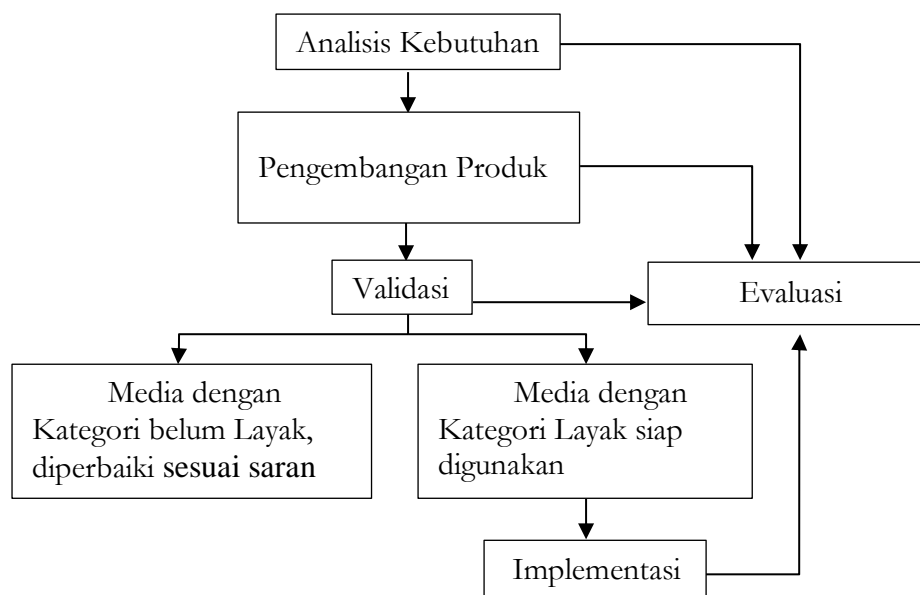 Analisis Kebutuhan
Pengembangan Produk
Validasi
Evaluasi
Media dengan
Kategori belum Layak,
diperbaiki sesuai saran
Media dengan
Kategori Layak siap
digunakan
Implementasi